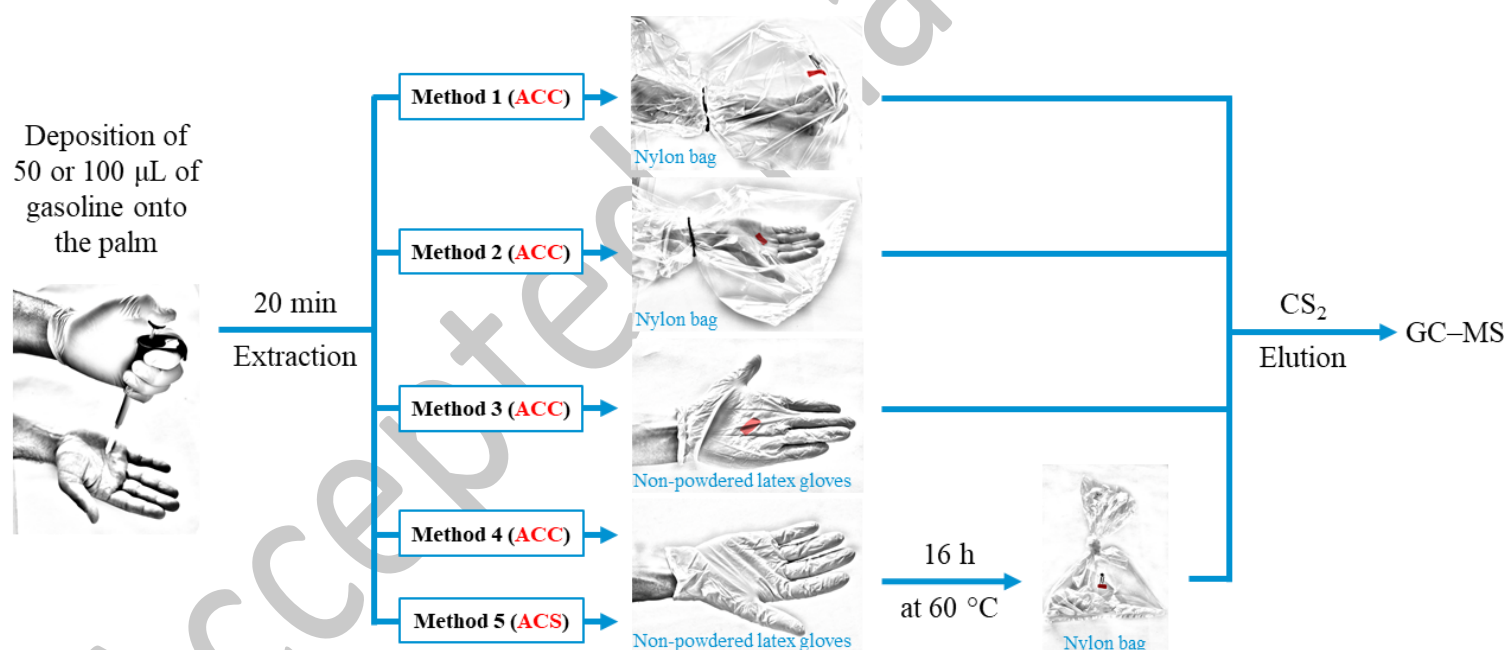 Deposition of
50 or 100 μL of
gasoline onto
the palm
20 min
Extraction
Method 1 (ACC)
Nylon bag
Method 2 (ACC)
Nylon bag
Method 3 (ACC)
Non-powdered latex gloves
Method 4 (ACC)
Method 5 (ACS)
Non-powdered latex gloves
16 h
at 60 °C
Nylon bag
CS₂
Elution
GC–MS
Accepted